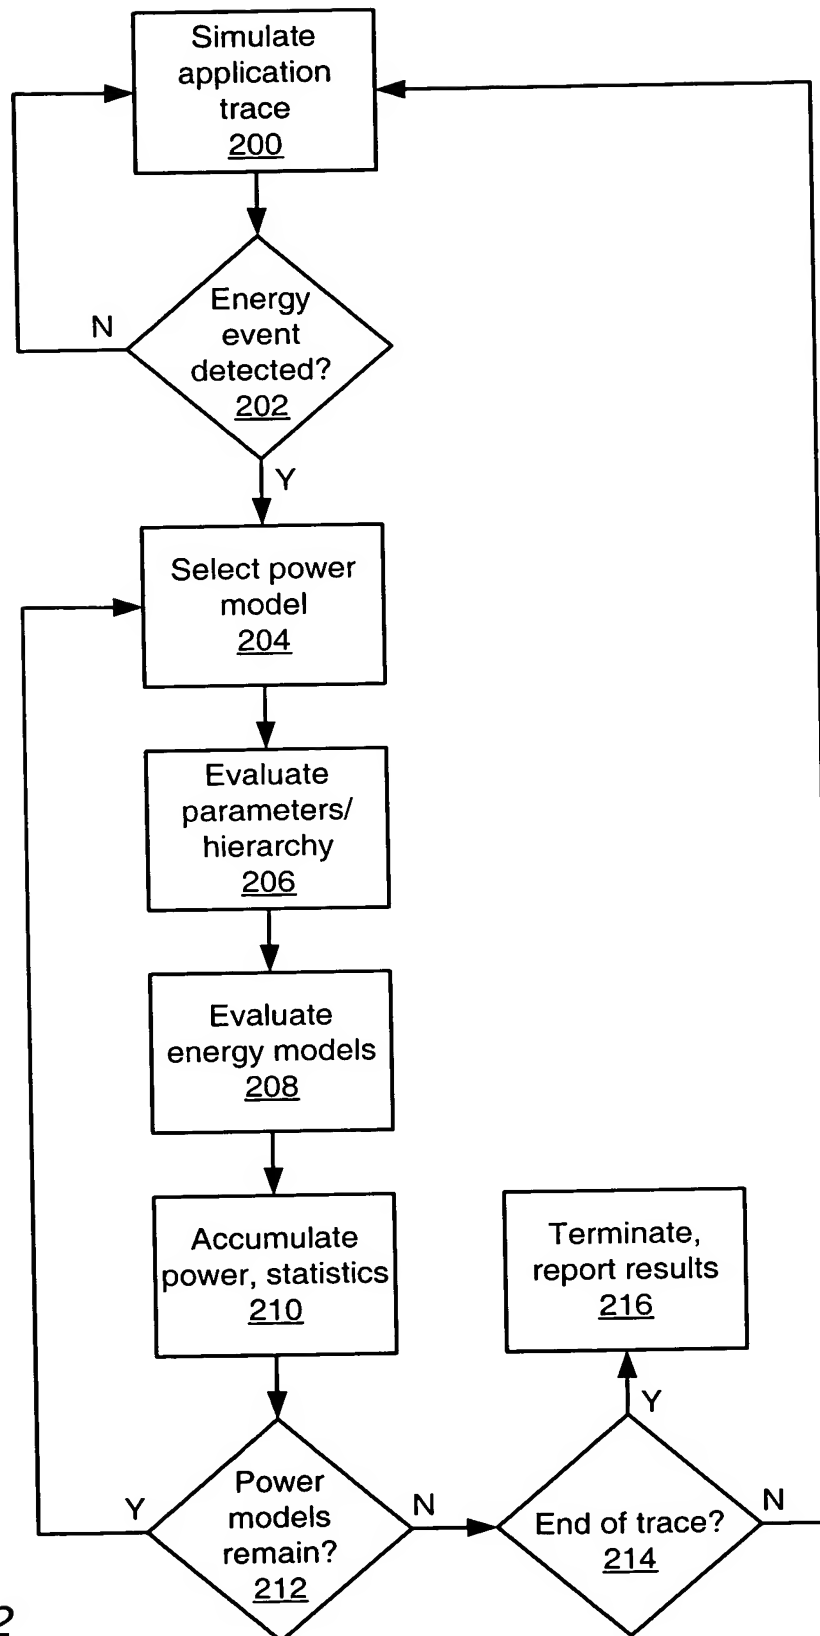 Simulate
application
trace
200
Energy
event
detected?
202
N
Y
Select power
model
204
Evaluate
parameters/
hierarchy
206
Evaluate
energy models
208
Accumulate
power, statistics
210
Terminate,
report results
216
Y
Power
models
remain?
212
Y
N
End of trace?
214
N
2